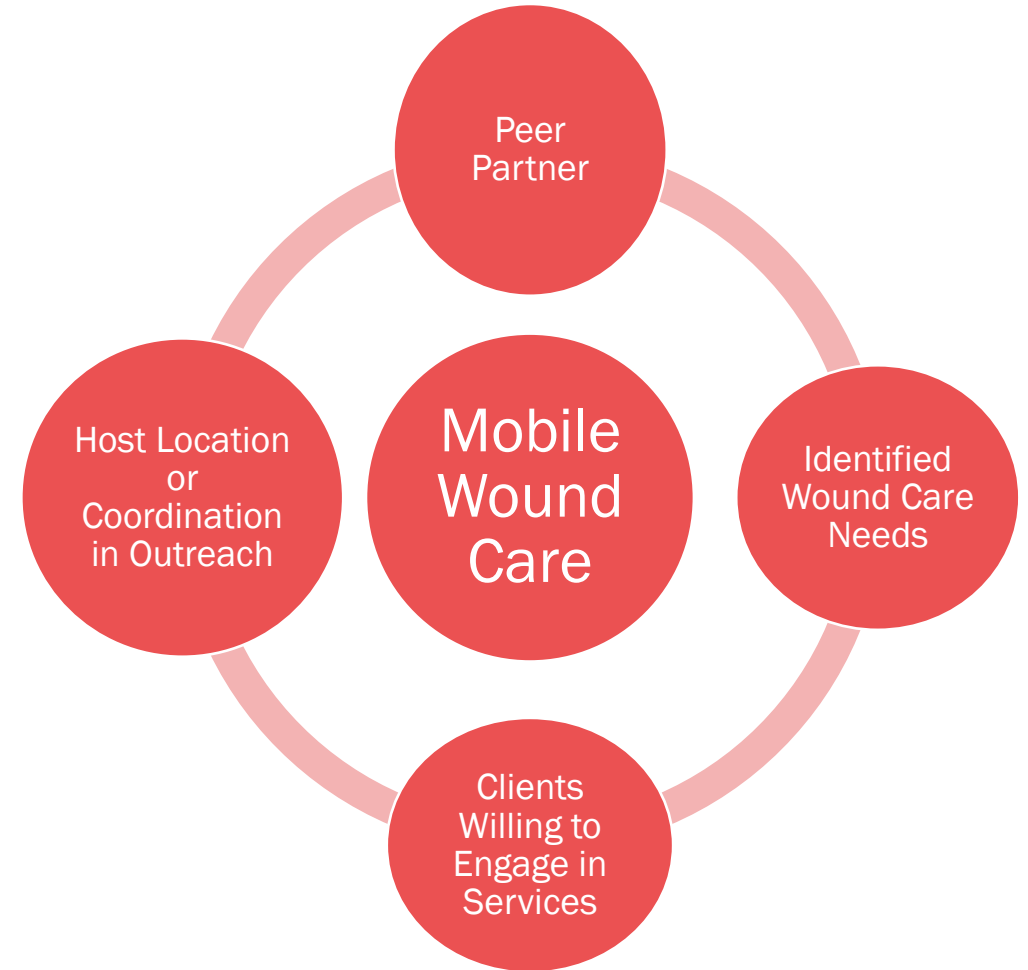 Peer
Partner
Host Location
or
Coordination
in Outreach
Mobile
Wound
Care
Identified
Wound Care
Needs
Clients
Willing to
Engage in
Services